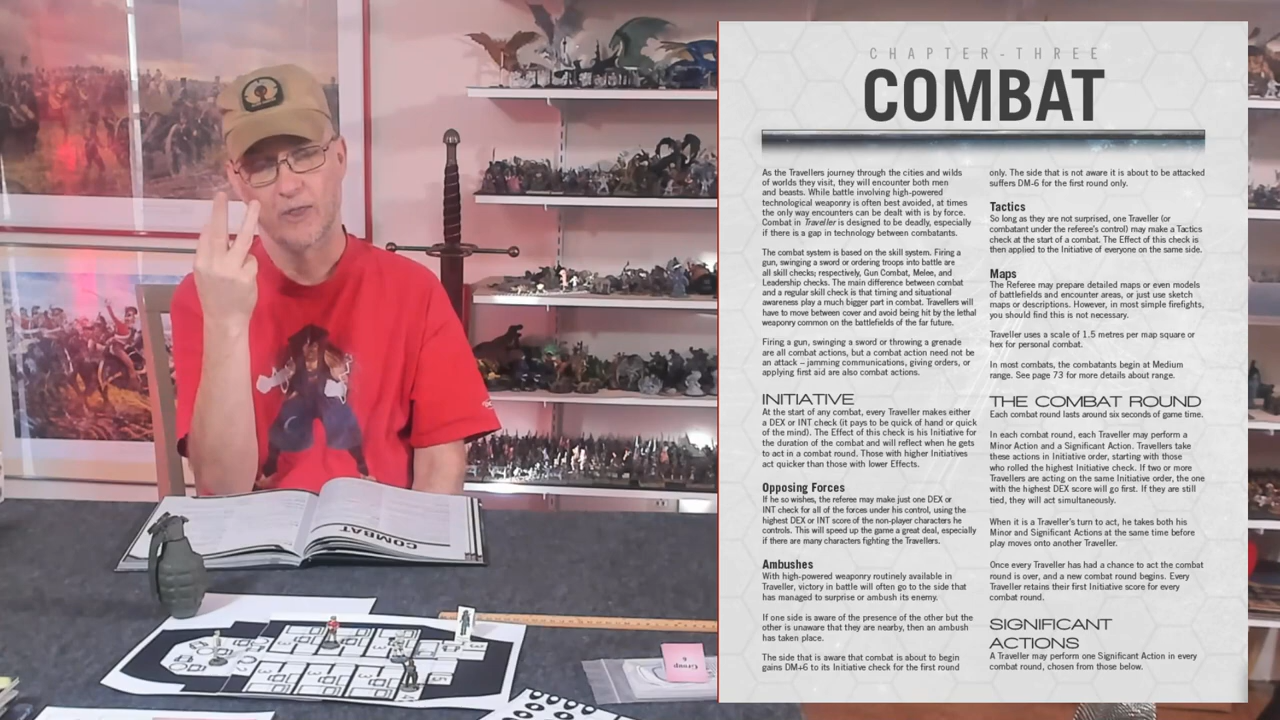 CHAPTER-THREE
COMBAT
As the Travellers journey through the cities and wilds
of worlds they visit, they will encounter both men
and beasts. While battle involving high-powered
technological weaponry is often best avoided, at times
the only way encounters can be dealt with is by force.
Combat in Traveller is designed to be deadly, especially
if there is a gap in technology between combatants.
The combat system is based on the skill system. Firing a
gun, swinging a sword or ordering troops into battle are
all skill checks; respectively, Gun Combat, Melee, and
Leadership checks. The main difference between combat
and a regular skill check is that timing and situational
awareness play a much bigger part in combat. Travellers will
have to move between cover and avoid being hit by the lethal
weaponry common on the battlefields of the far future.
Firing a gun, swinging a sword or throwing a grenade
are all combat actions, but a combat action need not be
an attack – jamming communications, giving orders, or
applying first aid are also combat actions.
INITIATIVE
At the start of any combat, every Traveller makes either
a DEX or INT check (it pays to be quick of hand or quick
of the mind). The Effect of this check is his Initiative for
the duration of the combat and will reflect when he gets
to act in a combat round. Those with higher Initiatives
act quicker than those with lower Effects.
Opposing Forces
If he so wishes, the referee may make just one DEX or
INT check for all of the forces under his control, using the
highest DEX or INT score of the non-player characters he
controls. This will speed up the game a great deal, especially
if there are many characters fighting the Travellers.
Ambushes
With high-powered weaponry routinely available in
Traveller, victory in battle will often go to the side that
has managed to surprise or ambush its enemy.
If one side is aware of the presence of the other but the
other is unaware that they are nearby, then an ambush
has taken place.
The side that is aware that combat is about to begin
gains DM+6 to its Initiative check for the first round
only. The side that is not aware it is about to be attacked
suffers DM-6 for the first round only.
Tactics
So long as they are not surprised, one Traveller (or
combatant under the referee's control) may make a Tactics
check at the start of a combat. The Effect of this check is
then applied to the Initiative of everyone on the same side.
Maps
The Referee may prepare detailed maps or even models
of battlefields and encounter areas, or just use sketch
maps or descriptions. However, in most simple firefights,
you should find this is not necessary.
Traveller uses a scale of 1.5 metres per map square or
hex for personal combat.
In most combats, the combatants begin at Medium
range. See page 73 for more details about range.
THE COMBAT ROUND
Each combat round lasts around six seconds of game time.
In each combat round, each Traveller may perform a
Minor Action and a Significant Action. Travellers take
these actions in Initiative order, starting with those
who rolled the highest Initiative check. If two or more
Travellers are acting on the same Initiative order, the one
with the highest DEX score will go first. If they are still
tied, they will act simultaneously.
When it is a Traveller's turn to act, he takes both his
Minor and Significant Actions at the same time before
play moves onto another Traveller.
Once every Traveller has had a chance to act the combat
round is over, and a new combat round begins. Every
Traveller retains their first Initiative score for every
combat round.
SIGNIFICANT
ACTIONS
A Traveller may perform one Significant Action in every
combat round, chosen from those below.
COMBAT
Group
6